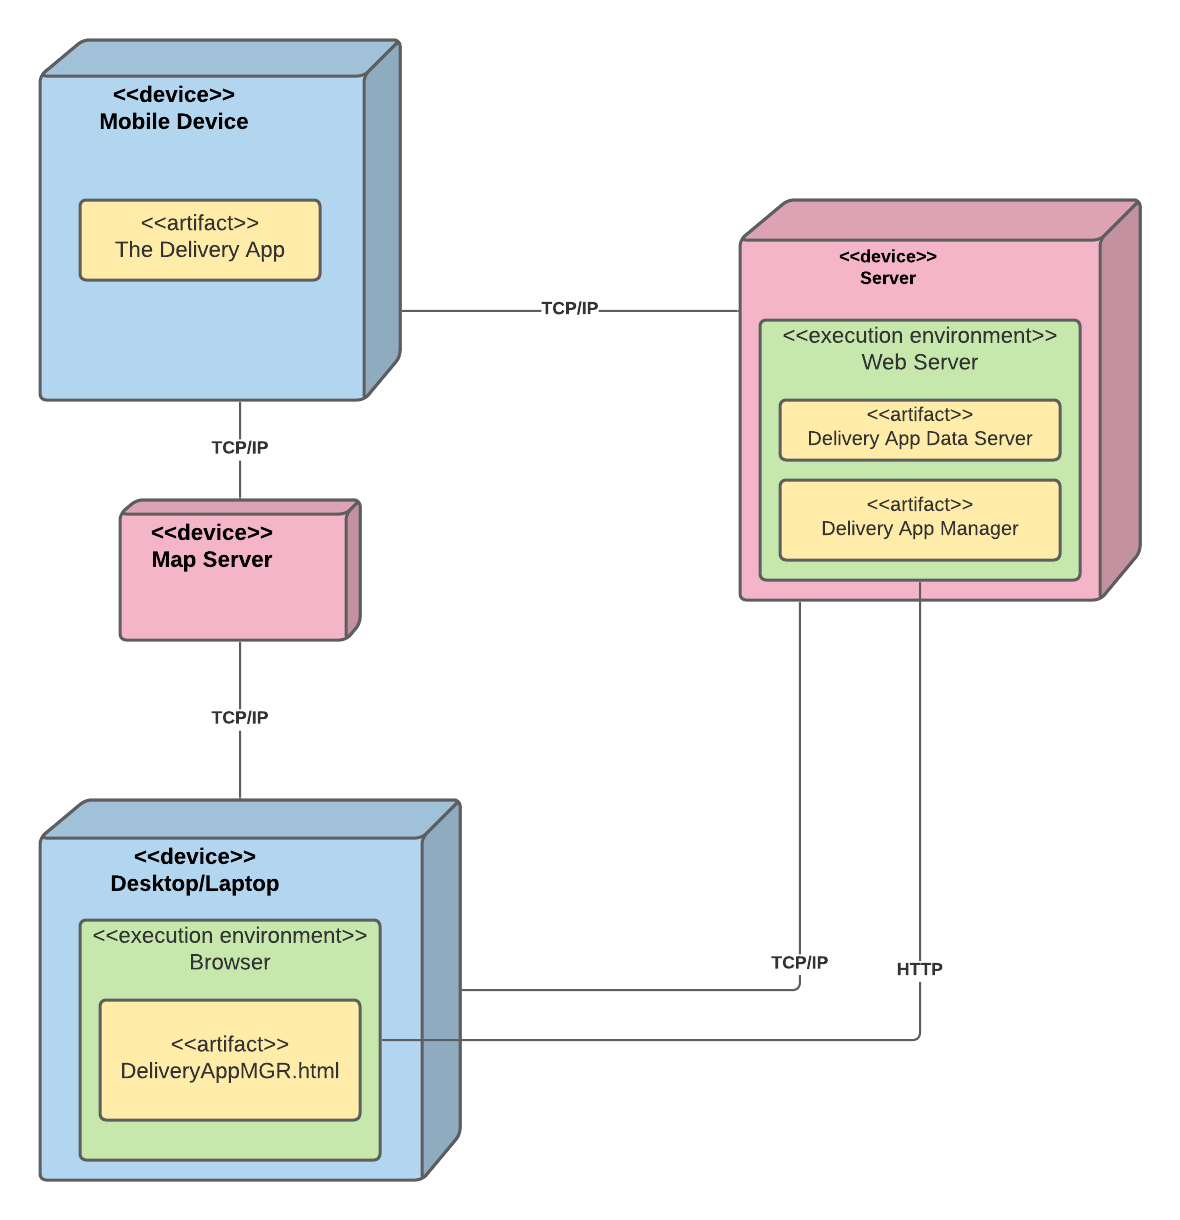 <<device>>
Mobile Device
<<artifact>>
The Delivery App
TCP/IP
<<device>>
Server
<<execution environment>>
Web Server
<<artifact>>
Delivery App Data Server
<<artifact>>
Delivery App Manager
TCP/IP
<<device>>
Map Server
TCP/IP
<<device>>
Desktop/Laptop
<<execution environment>>
Browser
<<artifact>>
DeliveryAppMGR.html
TCP/IP
HTTP